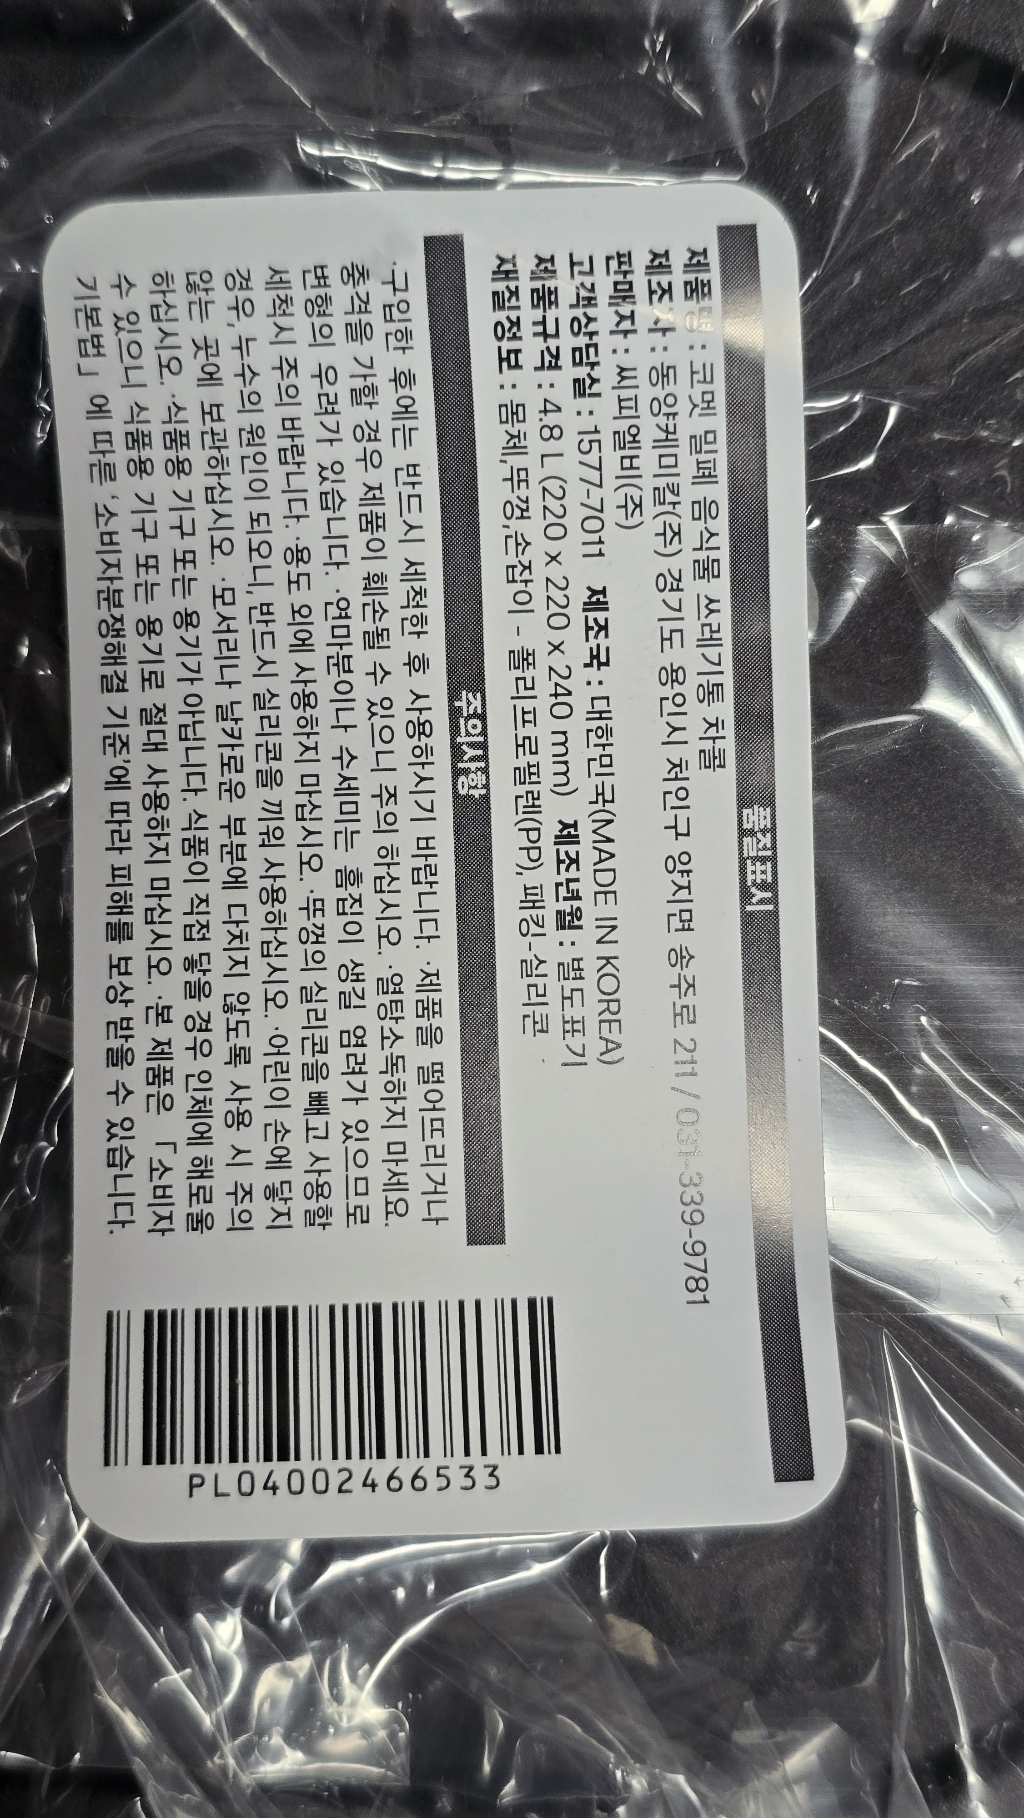 품질표시
제품명 : 코멧 밀폐 음식물 쓰레기통 차콜
제조자 : 동양케미칼(주) 경기도 용인시 처인구 양지면 송주로 211 / 031-339-9781
판매자 : 씨피엘비(주)
고객상담실 : 1577-7011 제조국 : 대한민국(MADE IN KOREA)
제품규격 : 4.8 L (220 x 220 x 240 mm) 제조년월 : 별도표기
재질정보 : 몸체,뚜껑,손잡이 - 폴리프로필렌(PP), 패킹-실리콘
주의사항
·구입한 후에는 반드시 세척한 후 사용하시기 바랍니다. ·제품을 떨어뜨리거나
충격을 가할 경우 제품이 훼손될 수 있으니 주의 하십시오. ·열탕소독하지 마세요.
변형의 우려가 있습니다. ·연마분이나 수세미는 흠집이 생길 염려가 있으므로
세척시 주의 바랍니다. ·용도 외에 사용하지 마십시오. ·뚜껑의 실리콘을 빼고 사용할
경우, 누수의 원인이 되오니, 반드시 실리콘을 끼워 사용하십시오. ·어린이 손에 닿지
않는 곳에 보관하십시오. ·모서리나 날카로운 부분에 다치지 않도록 사용 시 주의
하십시오. ·식품용 기구 또는 용기가 아닙니다. 식품이 직접 닿을 경우 인체에 해로울
수 있으니 식품용 기구 또는 용기로 절대 사용하지 마십시오. ·본 제품은 「소비자
기본법」 에 따른 ‘소비자분쟁해결 기준’에 따라 피해를 보상 받을 수 있습니다.
PL04002466533